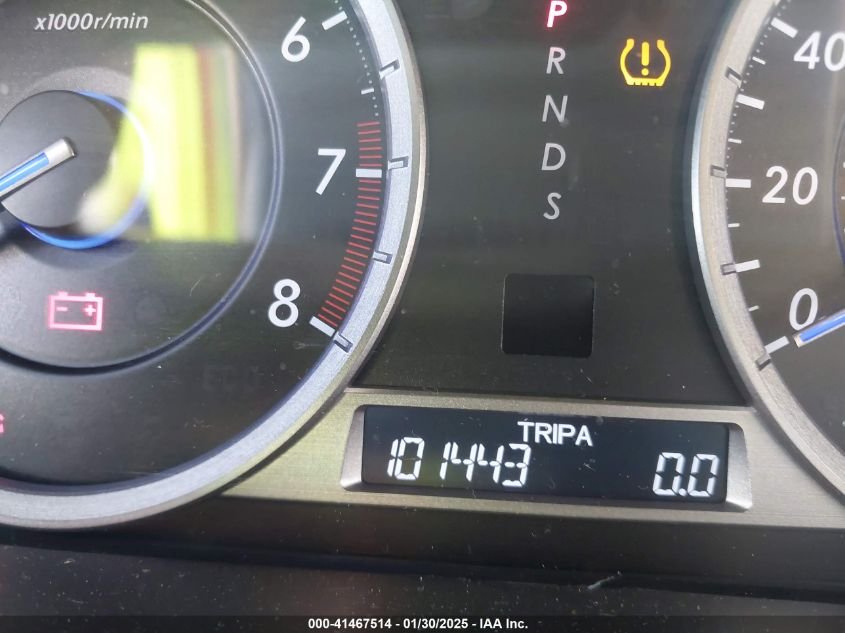 x1000r/min
6
7
8
P
R
N
D
S
40
20
0
ECO
TRIPA
101443 0.0
000-41467514 - 01/30/2025 - IAA Inc.